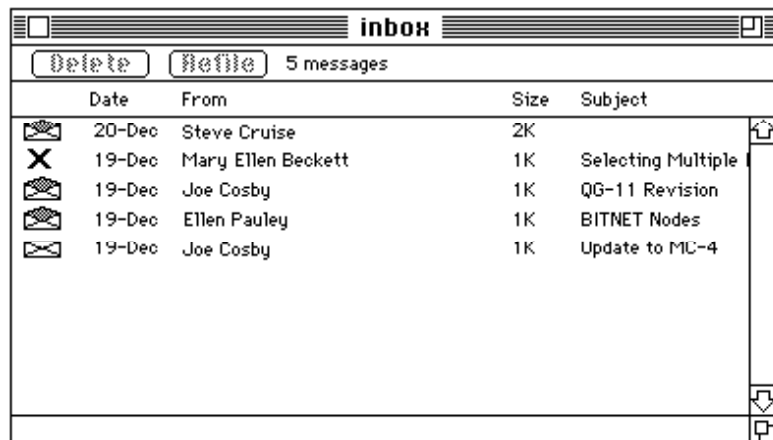 inbox
Delete Refile 5 messages
Date From Size Subject
20-Dec Steve Cruise 2K
19-Dec Mary Ellen Beckett 1K Selecting Multiple
19-Dec Joe Cosby 1K QG-11 Revision
19-Dec Ellen Pauley 1K BITNET Nodes
19-Dec Joe Cosby 1K Update to MC-4